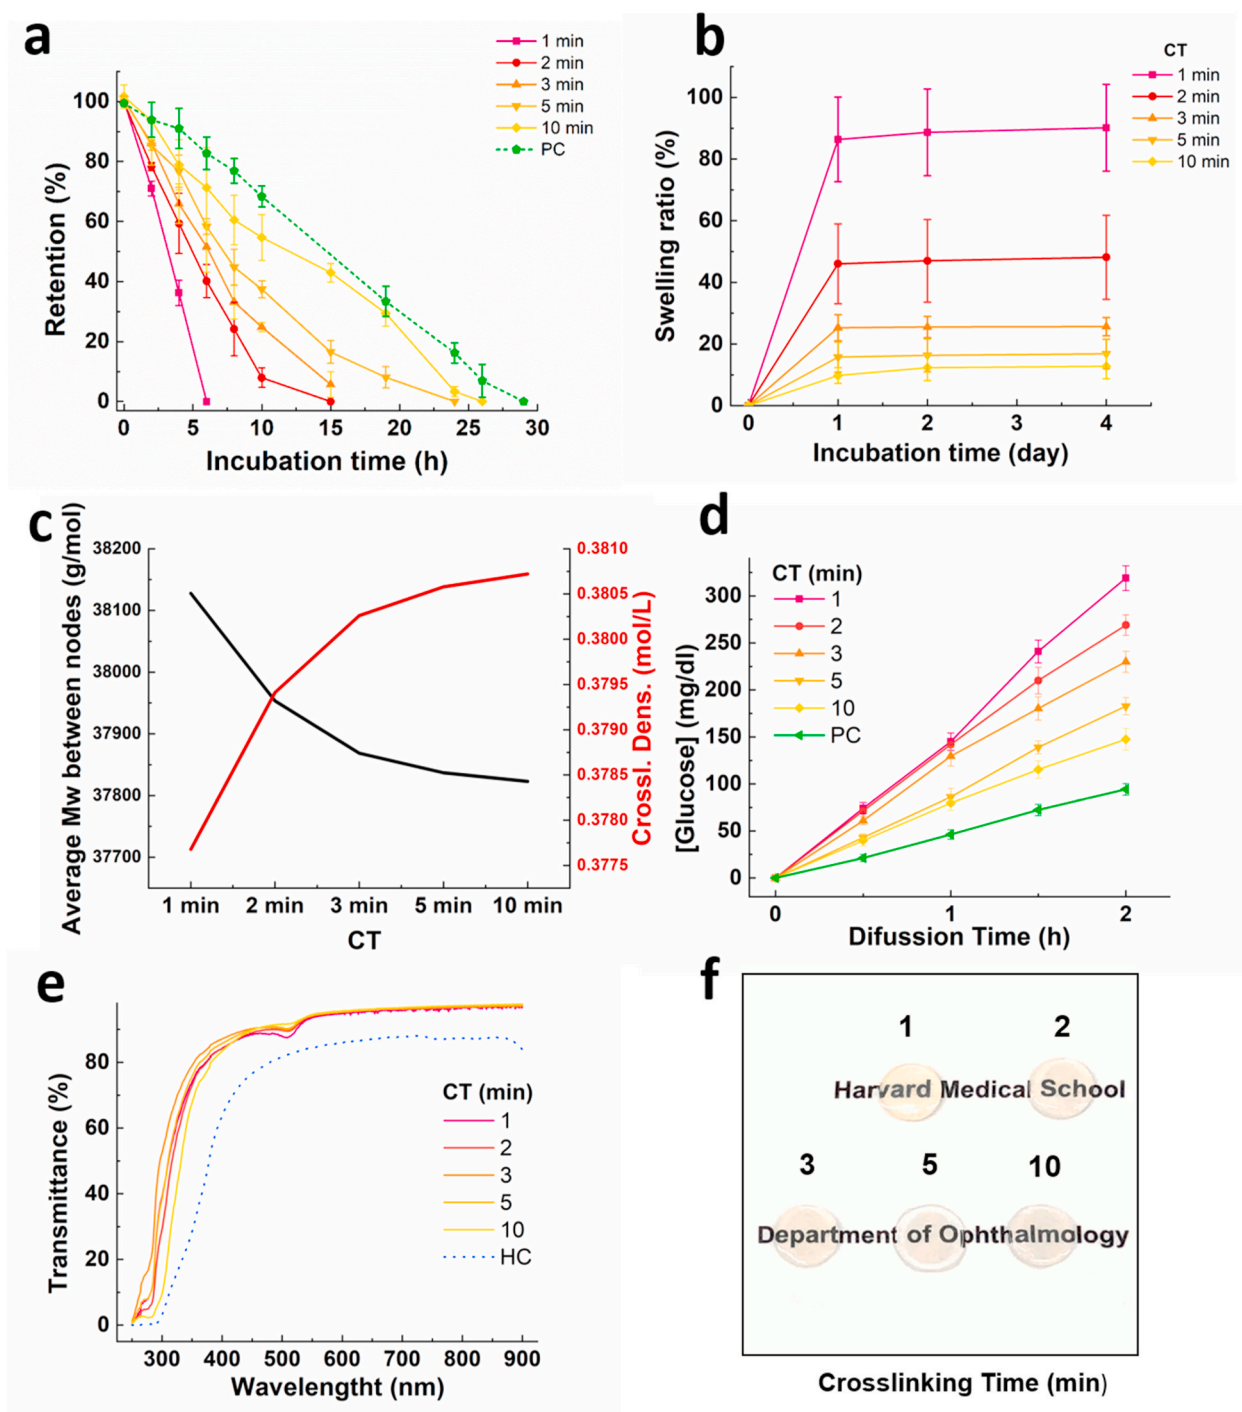 a
1 min
2 min
3 min
5 min
10 min
PC
100
80
60
40
20
0
Retention (%)
0 5 10 15 20 25 30
Incubation time (h)
b
CT
1 min
2 min
3 min
5 min
10 min
100
80
60
40
20
0
Swelling ratio (%)
0 1 2 3 4
Incubation time (day)
c
Average Mw between nodes (g/mol)
38200
38100
38000
37900
37800
37700
0.3810
0.3805
0.3800
0.3795
0.3790
0.3785
0.3780
0.3775
Crossl. Dens. (mol/L)
1 min 2 min 3 min 5 min 10 min
CT
d
CT (min)
1
2
3
5
10
PC
300
250
200
150
100
50
0
[Glucose] (mg/dl)
0 1 2
Difussion Time (h)
e
80
60
40
20
0
Transmittance (%)
CT (min)
1
2
3
5
10
HC
300 400 500 600 700 800 900
Wavelenght (nm)
f
1 2
Harvard Medical School
3 5 10
Department of Ophthalmology
Crosslinking Time (min)